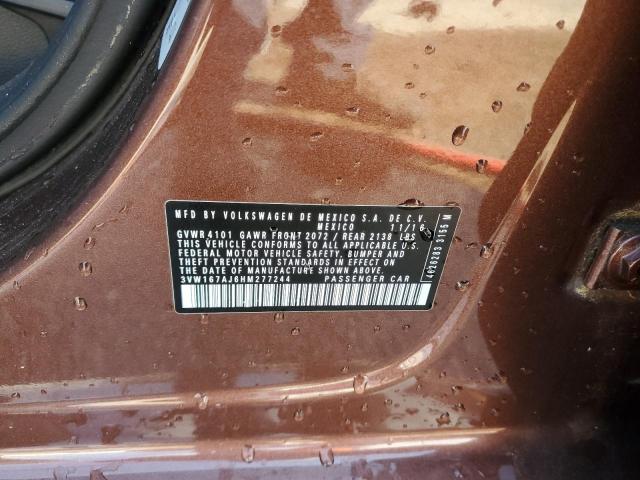 MFD BY VOLKSWAGEN DE MEXICO S.A. DE C.V.
MEXICO 11/16
GVWR 4101 GAWR FRONT 2072 / REAR 2138 LBS
THIS VEHICLE CONFORMS TO ALL APPLICABLE U.S.
FEDERAL MOTOR VEHICLE SAFETY, BUMPER AND
THEFT PREVENTION STANDARDS IN EFFECT ON
THE DATE OF MANUFACTURE SHOWN ABOVE.
3VW167AJ6HM277244 PASSENGER CAR